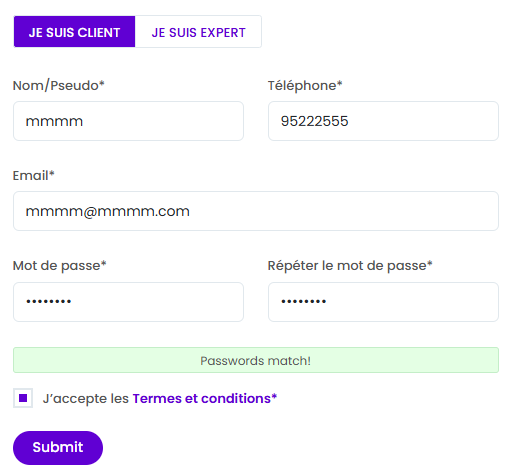 JE SUIS CLIENT JE SUIS EXPERT
Nom/Pseudo* Téléphone*
mmmm 95222555
Email*
mmmm@mmmm.com
Mot de passe* Répéter le mot de passe*
•••••••• ••••••••
Passwords match!
J’accepte les Termes et conditions*
Submit